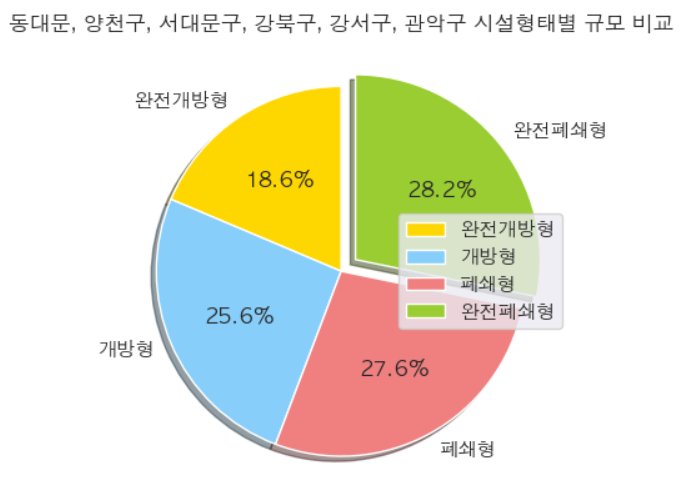 동대문, 양천구, 서대문구, 강북구, 강서구, 관악구 시설형태별 규모 비교
완전개방형
완전폐쇄형
18.6%
28.2%
완전개방형
개방형
폐쇄형
완전폐쇄형
25.6%
개방형
27.6%
폐쇄형